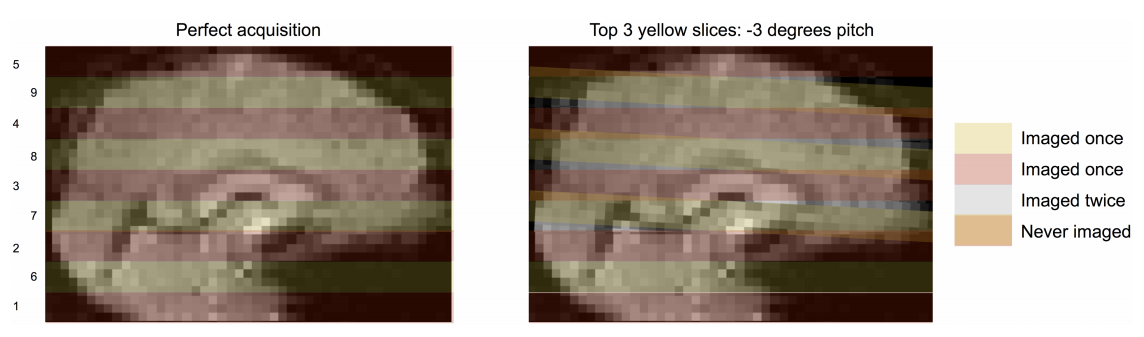 Perfect acquisition
Top 3 yellow slices: -3 degrees pitch
5
9
4
8
3
7
2
6
1
Imaged once
Imaged once
Imaged twice
Never imaged